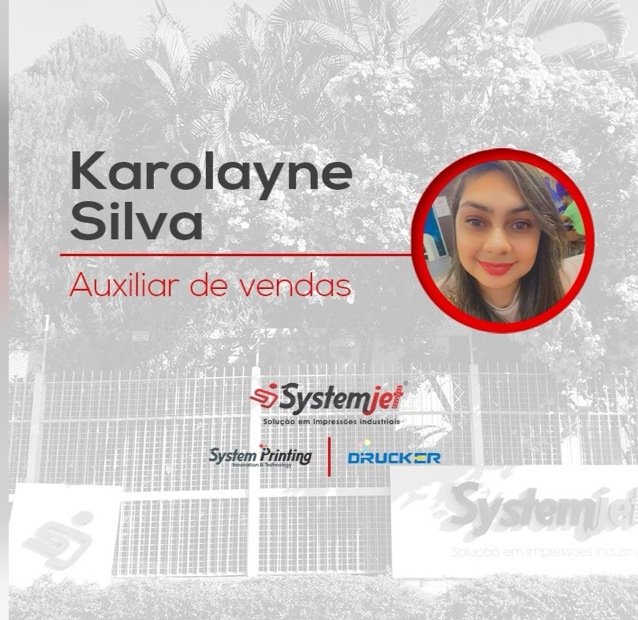 Karolayne
Silva
Auxiliar de vendas
Systemjet
Solução em impressões industriais
System Printing
Innovation & Technology
DRUCKER
Systemjet
Solução em impressões industri